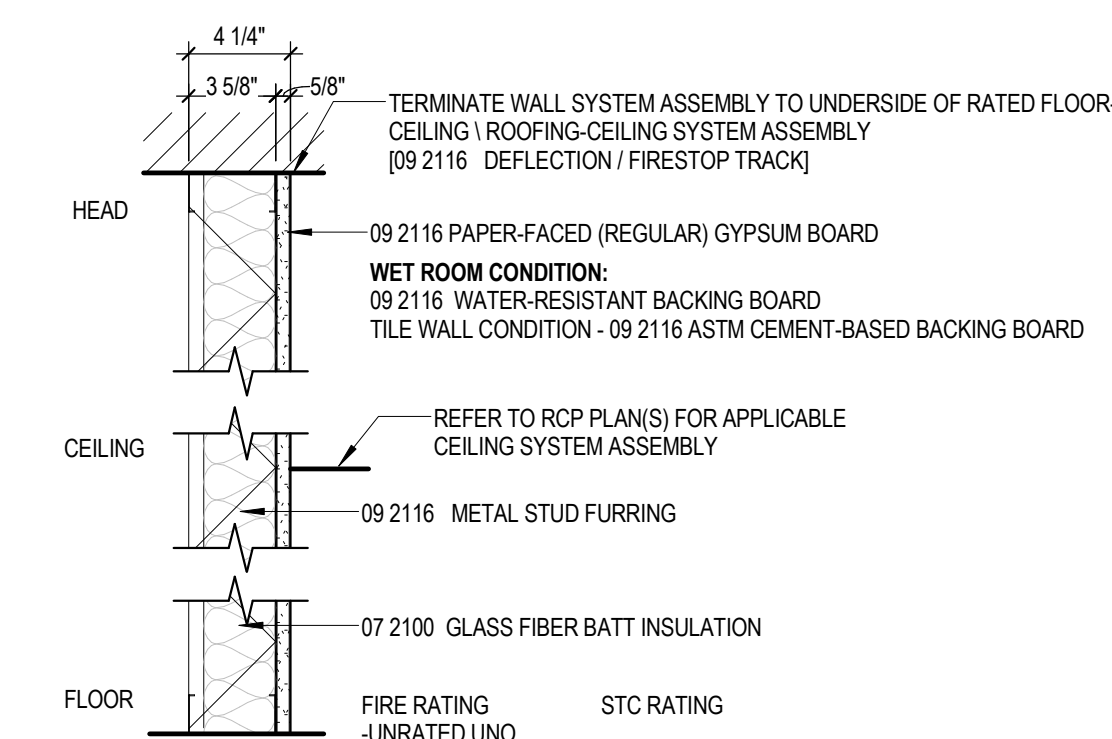 4 1/4"
3 5/8" 5/8"
TERMINATE WALL SYSTEM ASSEMBLY TO UNDERSIDE OF RATED FLOOR-
CEILING \ ROOFING-CEILING SYSTEM ASSEMBLY
[09 2116 DEFLECTION / FIRESTOP TRACK]
HEAD
09 2116 PAPER-FACED (REGULAR) GYPSUM BOARD
WET ROOM CONDITION:
09 2116 WATER-RESISTANT BACKING BOARD
TILE WALL CONDITION - 09 2116 ASTM CEMENT-BASED BACKING BOARD
REFER TO RCP PLAN(S) FOR APPLICABLE
CEILING SYSTEM ASSEMBLY
CEILING
09 2116 METAL STUD FURRING
07 2100 GLASS FIBER BATT INSULATION
FLOOR
FIRE RATING STC RATING
-UNRATED UNO